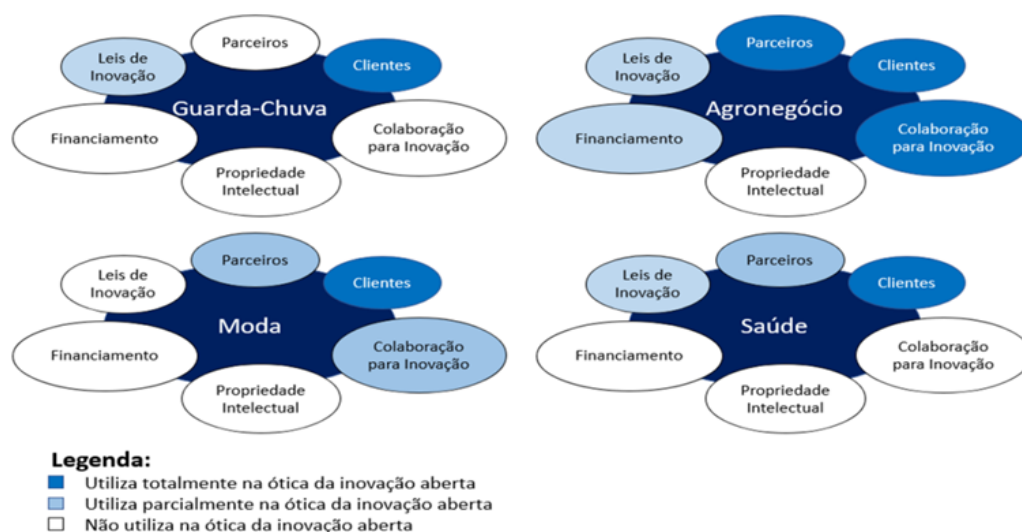 Parceiros
Leis de
Inovação
Clientes
Guarda-Chuva
Financiamento
Colaboração
para Inovação
Propriedade
Intelectual
Parceiros
Leis de
Inovação
Clientes
Agronegócio
Financiamento
Colaboração
para Inovação
Propriedade
Intelectual
Parceiros
Leis de
Inovação
Clientes
Moda
Financiamento
Colaboração
para Inovação
Propriedade
Intelectual
Parceiros
Leis de
Inovação
Clientes
Saúde
Financiamento
Colaboração
para Inovação
Propriedade
Intelectual
Legenda:
Utiliza totalmente na ótica da inovação aberta
Utiliza parcialmente na ótica da inovação aberta
Não utiliza na ótica da inovação aberta